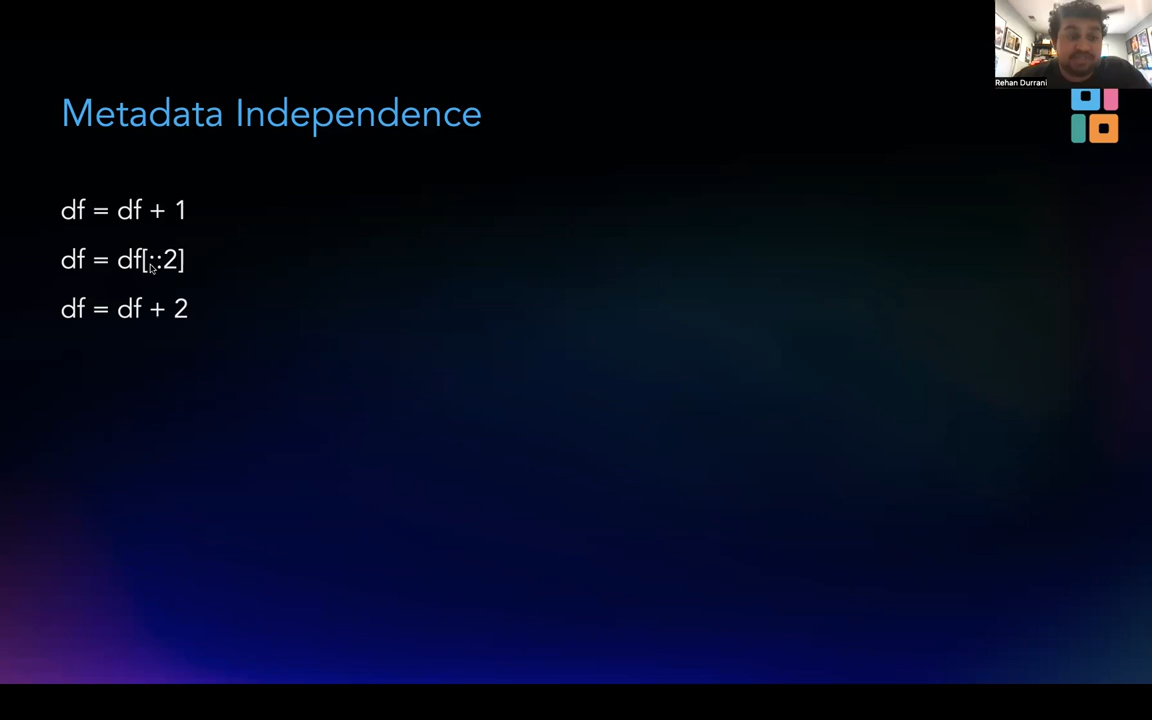 Rehan Durrani
Metadata Independence
df = df + 1
df = df[::2]
df = df + 2